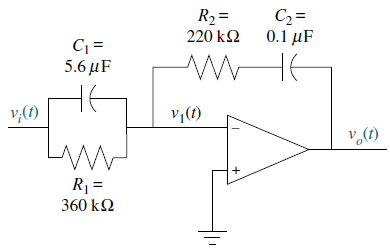 R₂ =
220 kΩ
C₂ =
0.1 μF
C₁ =
5.6 μF
vᵢ(t)
v₁(t)
−
+
vₒ(t)
R₁ =
360 kΩ